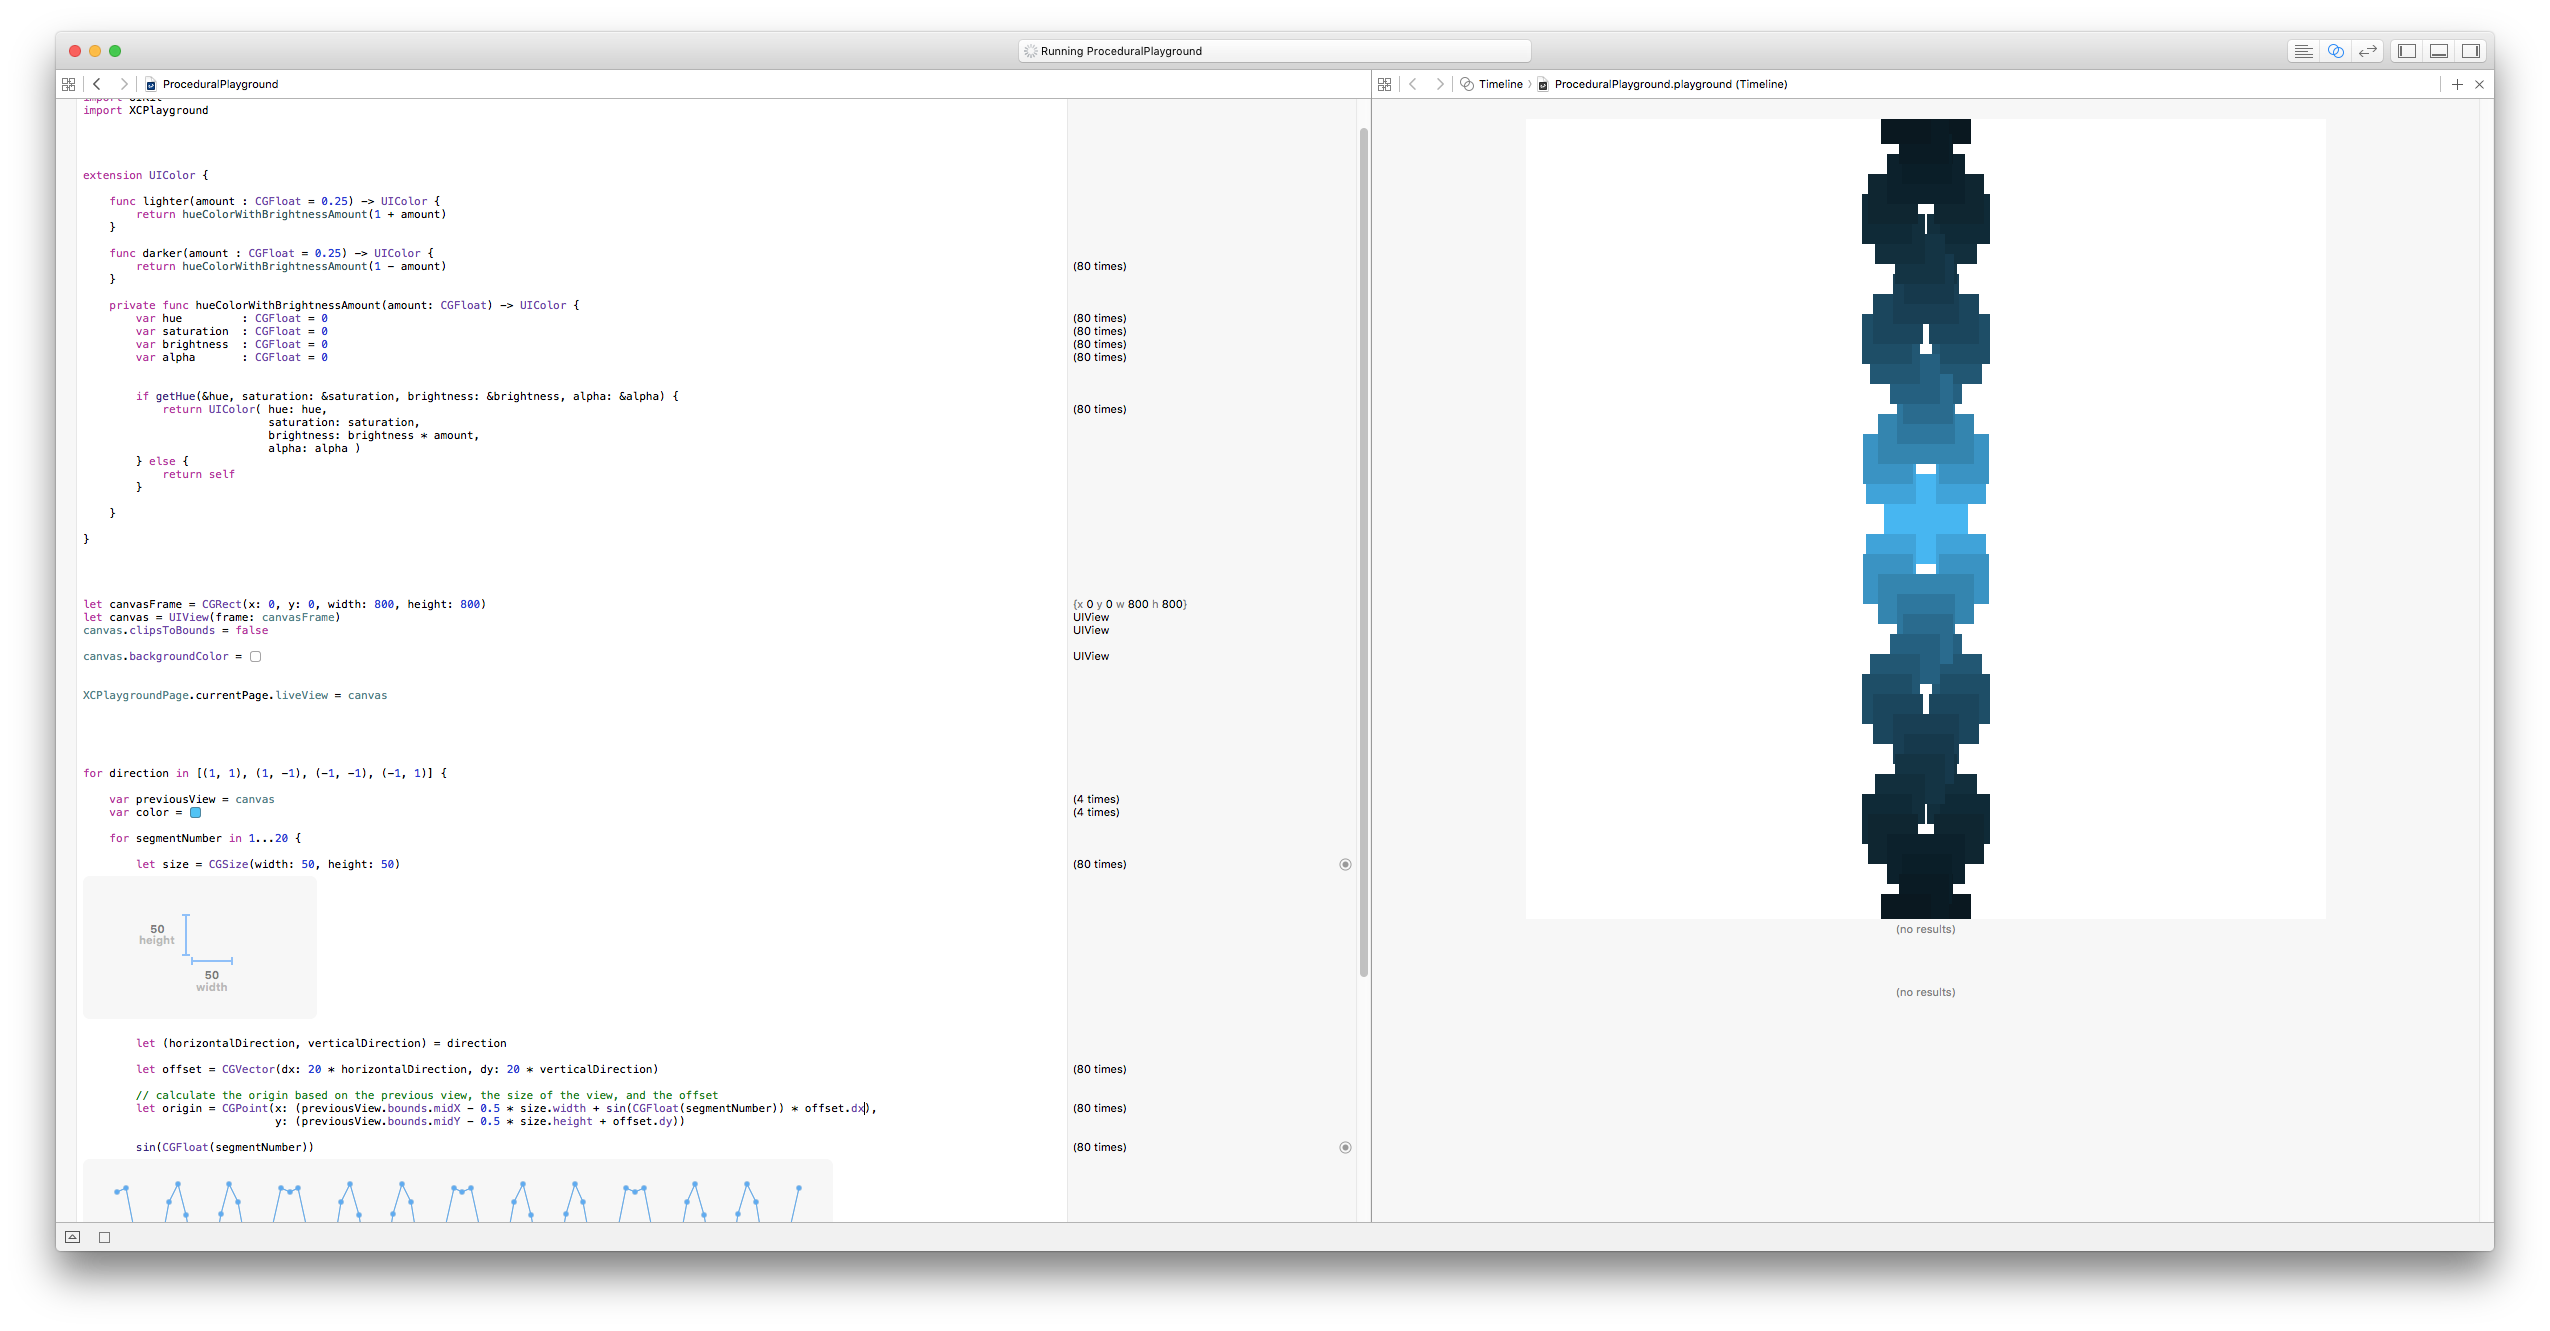 Running ProceduralPlayground
ProceduralPlayground
Timeline
ProceduralPlayground.playground (Timeline)
import UIKit
import XCPlayground
extension UIColor {
func lighter(amount : CGFloat = 0.25) -> UIColor {
return hueColorWithBrightnessAmount(1 + amount)
}
func darker(amount : CGFloat = 0.25) -> UIColor {
return hueColorWithBrightnessAmount(1 - amount)
(80 times)
}
private func hueColorWithBrightnessAmount(amount: CGFloat) -> UIColor {
var hue : CGFloat = 0
(80 times)
var saturation : CGFloat = 0
(80 times)
var brightness : CGFloat = 0
(80 times)
var alpha : CGFloat = 0
(80 times)
if getHue(&hue, saturation: &saturation, brightness: &brightness, alpha: &alpha) {
return UIColor( hue: hue,
(80 times)
saturation: saturation,
brightness: brightness * amount,
alpha: alpha )
} else {
return self
}
}
}
let canvasFrame = CGRect(x: 0, y: 0, width: 800, height: 800)
{x 0 y 0 w 800 h 800}
let canvas = UIView(frame: canvasFrame)
UIView
canvas.clipsToBounds = false
UIView
canvas.backgroundColor =
UIView
XCPlaygroundPage.currentPage.liveView = canvas
for direction in [(1, 1), (1, -1), (-1, -1), (-1, 1)] {
var previousView = canvas
(4 times)
var color =
(4 times)
for segmentNumber in 1...20 {
let size = CGSize(width: 50, height: 50)
(80 times)
50
height
50
width
let (horizontalDirection, verticalDirection) = direction
let offset = CGVector(dx: 20 * horizontalDirection, dy: 20 * verticalDirection)
(80 times)
// calculate the origin based on the previous view, the size of the view, and the offset
let origin = CGPoint(x: (previousView.bounds.midX - 0.5 * size.width + sin(CGFloat(segmentNumber)) * offset.dx),
(80 times)
y: (previousView.bounds.midY - 0.5 * size.height + offset.dy))
sin(CGFloat(segmentNumber))
(80 times)
(no results)
(no results)